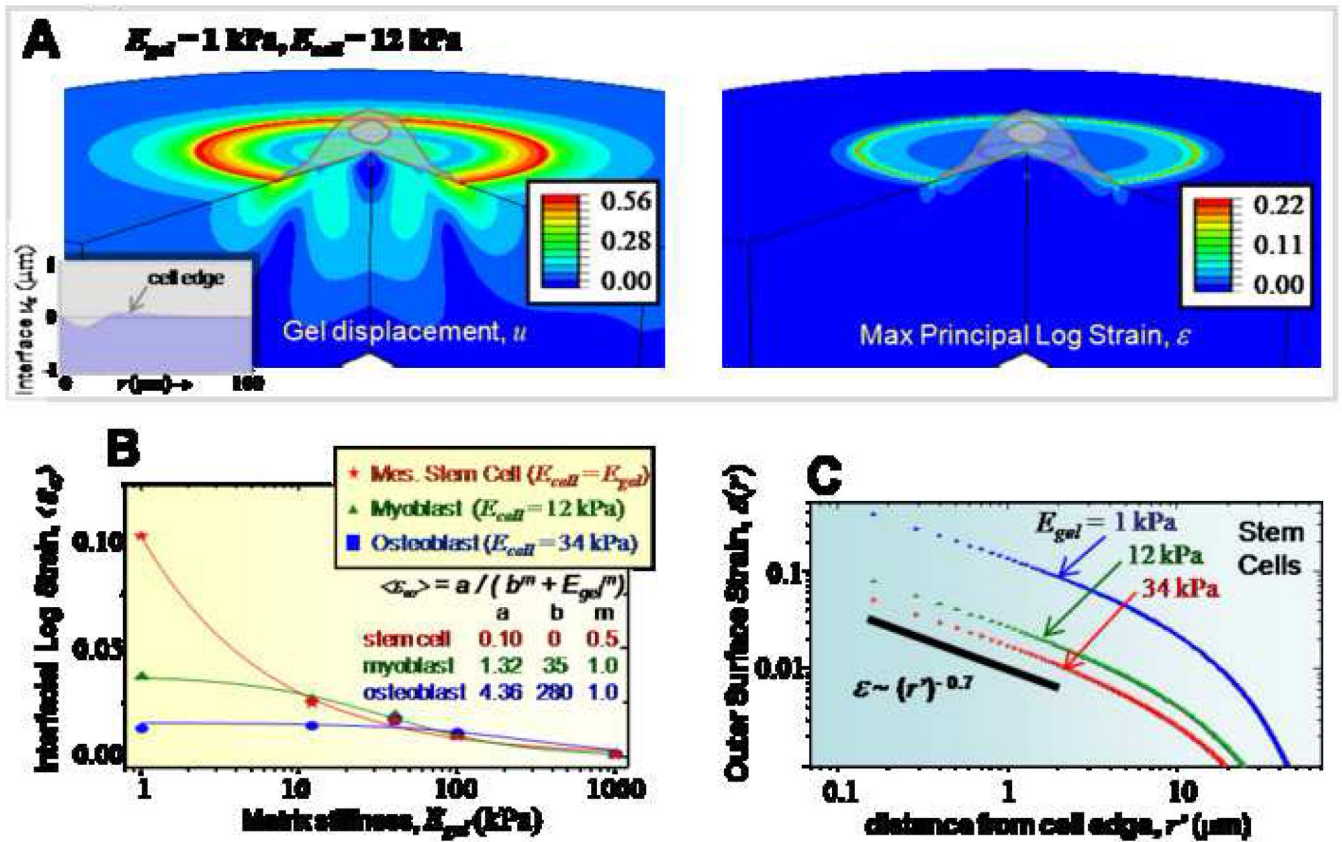 A
E_gel = 1 kPa, E_cell = 12 kPa
0.56
0.28
0.00
Gel displacement, u
Interface u_z (μm)
1
0
-1
cell edge
0
r (μm)→
100
0.22
0.11
0.00
Max Principal Log Strain, ε
B
Mes. Stem Cell (E_cell = E_gel)
Myoblast (E_cell = 12 kPa)
Osteoblast (E_cell = 34 kPa)
= a / ( b^m + E_gel^m )
a b m
stem cell 0.10 0 0.5
myoblast 1.32 35 1.0
osteoblast 4.36 280 1.0
Interfacial Log Strain,
0.10
0.05
0.00
1 10 100 1000
Matrix stiffness, E_gel (kPa)
C
E_gel = 1 kPa
12 kPa
34 kPa
Stem
Cells
ε ~ (r')^-0.7
Outer Surface Strain, ε(r)
0.1
0.01
0.1 1 10
distance from cell edge, r' (μm)